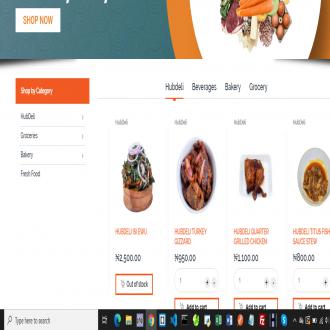 SHOP NOW
Shop by Category
Hubdeli Beverages Bakery Grocery
HubDeli
Groceries
Bakery
Fresh Food
HubDeli HubDeli HubDeli HubDeli
HUBDELI ISI EWU
HUBDELI TURKEY GIZZARD
HUBDELI QUARTER GRILLED CHICKEN
HUBDELI TITUS FISH SAUCE STEW
₦2,500.00 ₦950.00 ₦1,100.00 ₦800.00
Out of stock
1 1 1
Add to cart Add to cart Add to cart
Type here to search